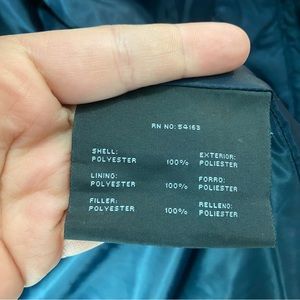 RN NO: 54163
SHELL: EXTERIOR:
POLYESTER 100% POLIESTER
LINING: FORRO:
POLYESTER 100% POLIESTER
FILLER: RELLENO:
POLYESTER 100% POLIESTER